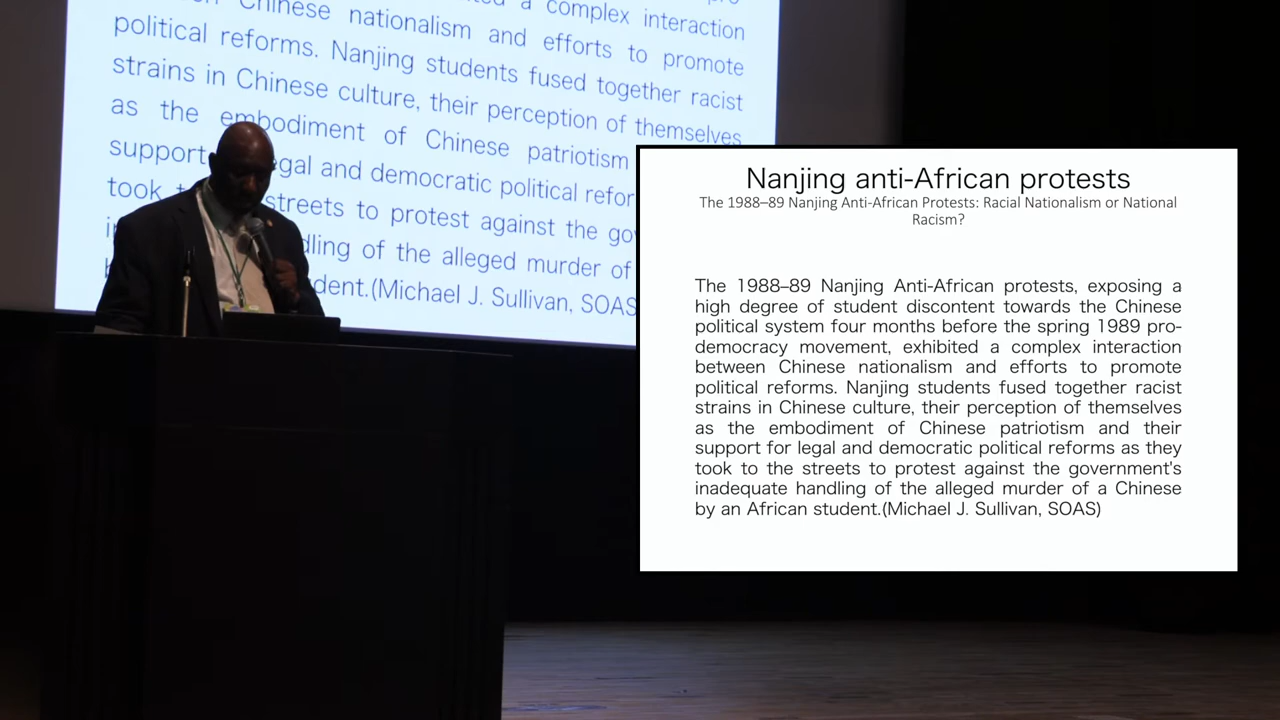 a complex interaction
Chinese nationalism and efforts to promote
political reforms. Nanjing students fused together racist
strains in Chinese culture, their perception of themselves
as the embodiment of Chinese patriotism
support egal and democratic political refor
took streets to protest against the go
dling of the alleged murder of
dent.(Michael J. Sullivan, SOAS
Nanjing anti-African protests
The 1988–89 Nanjing Anti-African Protests: Racial Nationalism or National
Racism?
The 1988–89 Nanjing Anti-African protests, exposing a
high degree of student discontent towards the Chinese
political system four months before the spring 1989 pro-
democracy movement, exhibited a complex interaction
between Chinese nationalism and efforts to promote
political reforms. Nanjing students fused together racist
strains in Chinese culture, their perception of themselves
as the embodiment of Chinese patriotism and their
support for legal and democratic political reforms as they
took to the streets to protest against the government's
inadequate handling of the alleged murder of a Chinese
by an African student.(Michael J. Sullivan, SOAS)